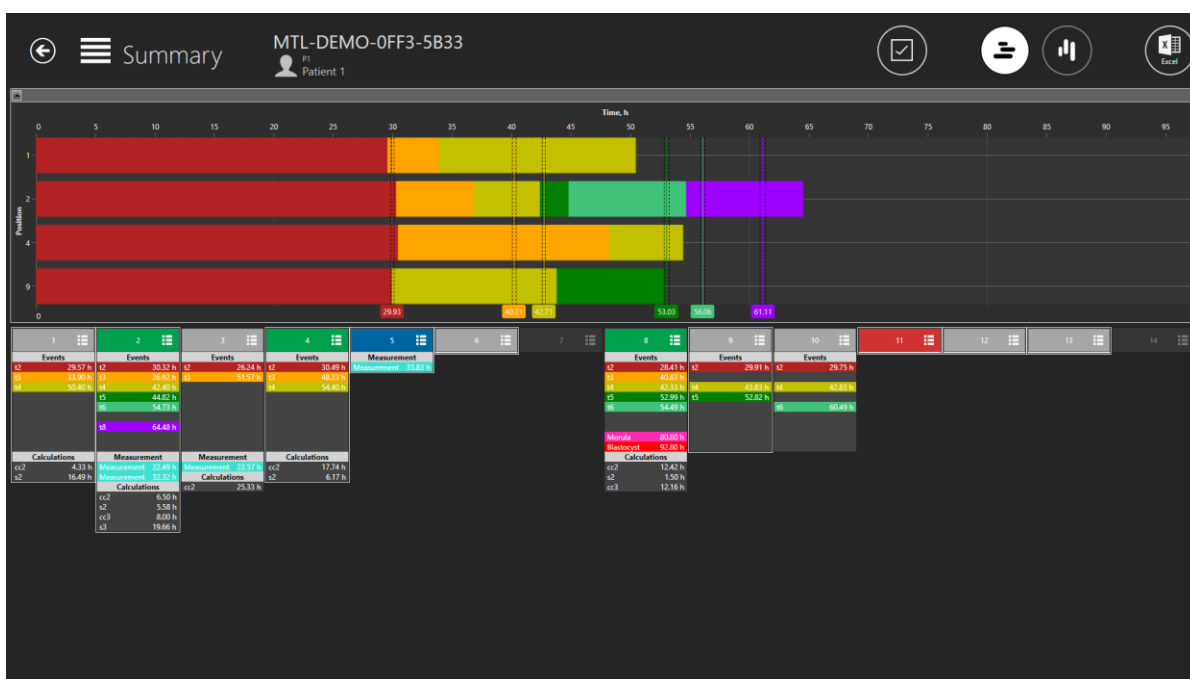 Summary
MTL-DEMO-0FF3-5B33
P1
Patient 1
Excel
Time, h
0 5 10 15 20 25 30 35 40 45 50 55 60 65 70 75 80 85 90 95
Position
1
2
4
9
0
29.93 40.21 42.71 53.03 56.06 61.11
1 2 3 4 5 6 7 8 9 10 11 12 13 14
Events Events Events Events Measurement Events Events Events
t2 29.57 h t2 30.32 h t2 26.24 h t2 30.49 h Measurement 33.83 h t2 28.41 h t2 29.91 h t2 29.75 h
t3 33.90 h t3 36.82 h t3 51.57 h t3 48.23 h t3 40.83 h
t4 50.40 h t4 42.40 h t4 54.40 h t4 42.33 h t4 43.83 h t4 42.83 h
t5 44.82 h t5 52.99 h t5 52.82 h
t6 54.73 h t6 54.49 h t6 60.49 h
t8 64.48 h
Morula 80.80 h
Blastocyst 92.80 h
Calculations Measurement Measurement Calculations Calculations
cc2 4.33 h Measurement 22.49 h Measurement 22.57 h cc2 17.74 h cc2 12.42 h
s2 16.49 h Measurement 32.32 h Calculations s2 6.17 h s2 1.50 h
Calculations cc2 25.33 h cc3 12.16 h
cc2 6.50 h
s2 5.58 h
cc3 8.00 h
s3 19.66 h